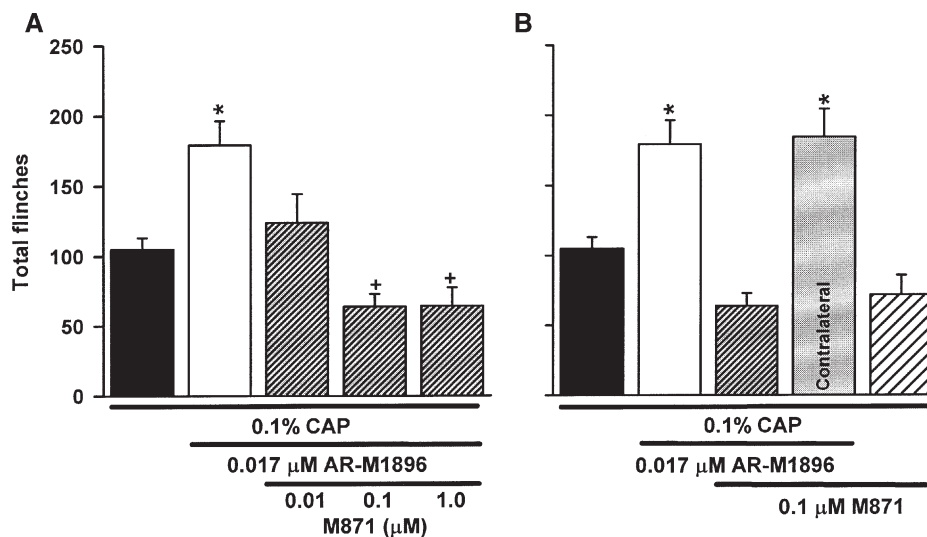 A
Total flinches
250
200
150
100
50
0
*
+
+
0.1% CAP
0.017 μM AR-M1896
0.01 0.1 1.0
M871 (μM)
B
*
*
Contralateral
0.1% CAP
0.017 μM AR-M1896
0.1 μM M871